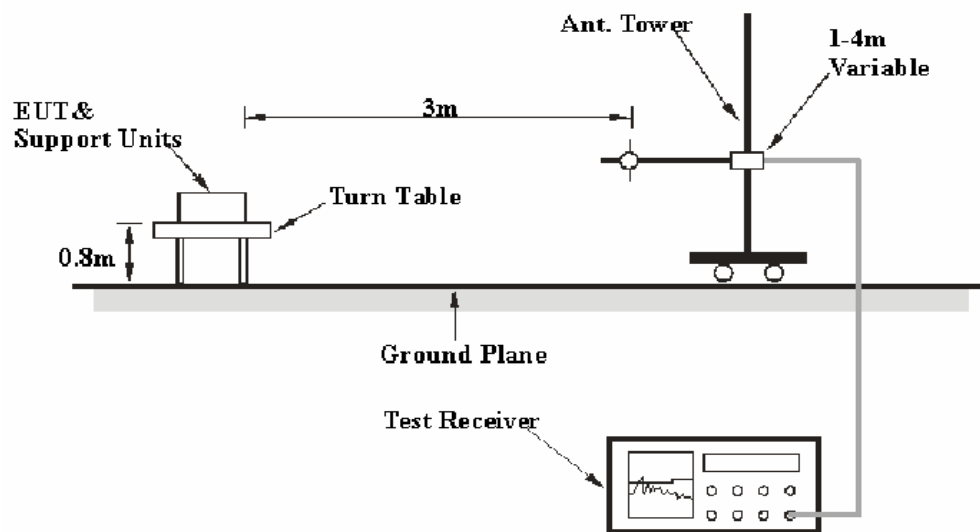 Ant. Tower
1-4m
Variable
3m
EUT&
Support Units
Turn Table
0.8m
Ground Plane
Test Receiver